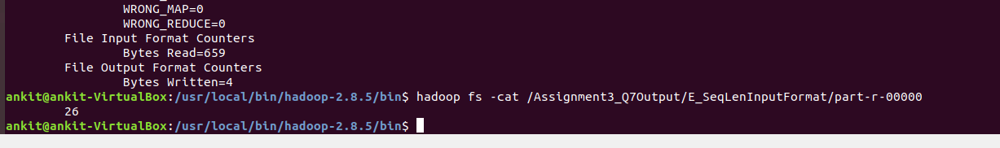 WRONG_MAP=0
WRONG_REDUCE=0
File Input Format Counters
Bytes Read=659
File Output Format Counters
Bytes Written=4
ankit@ankit-VirtualBox:/usr/local/bin/hadoop-2.8.5/bin$ hadoop fs -cat /Assignment3_Q7Output/E_SeqLenInputFormat/part-r-00000
26
ankit@ankit-VirtualBox:/usr/local/bin/hadoop-2.8.5/bin$